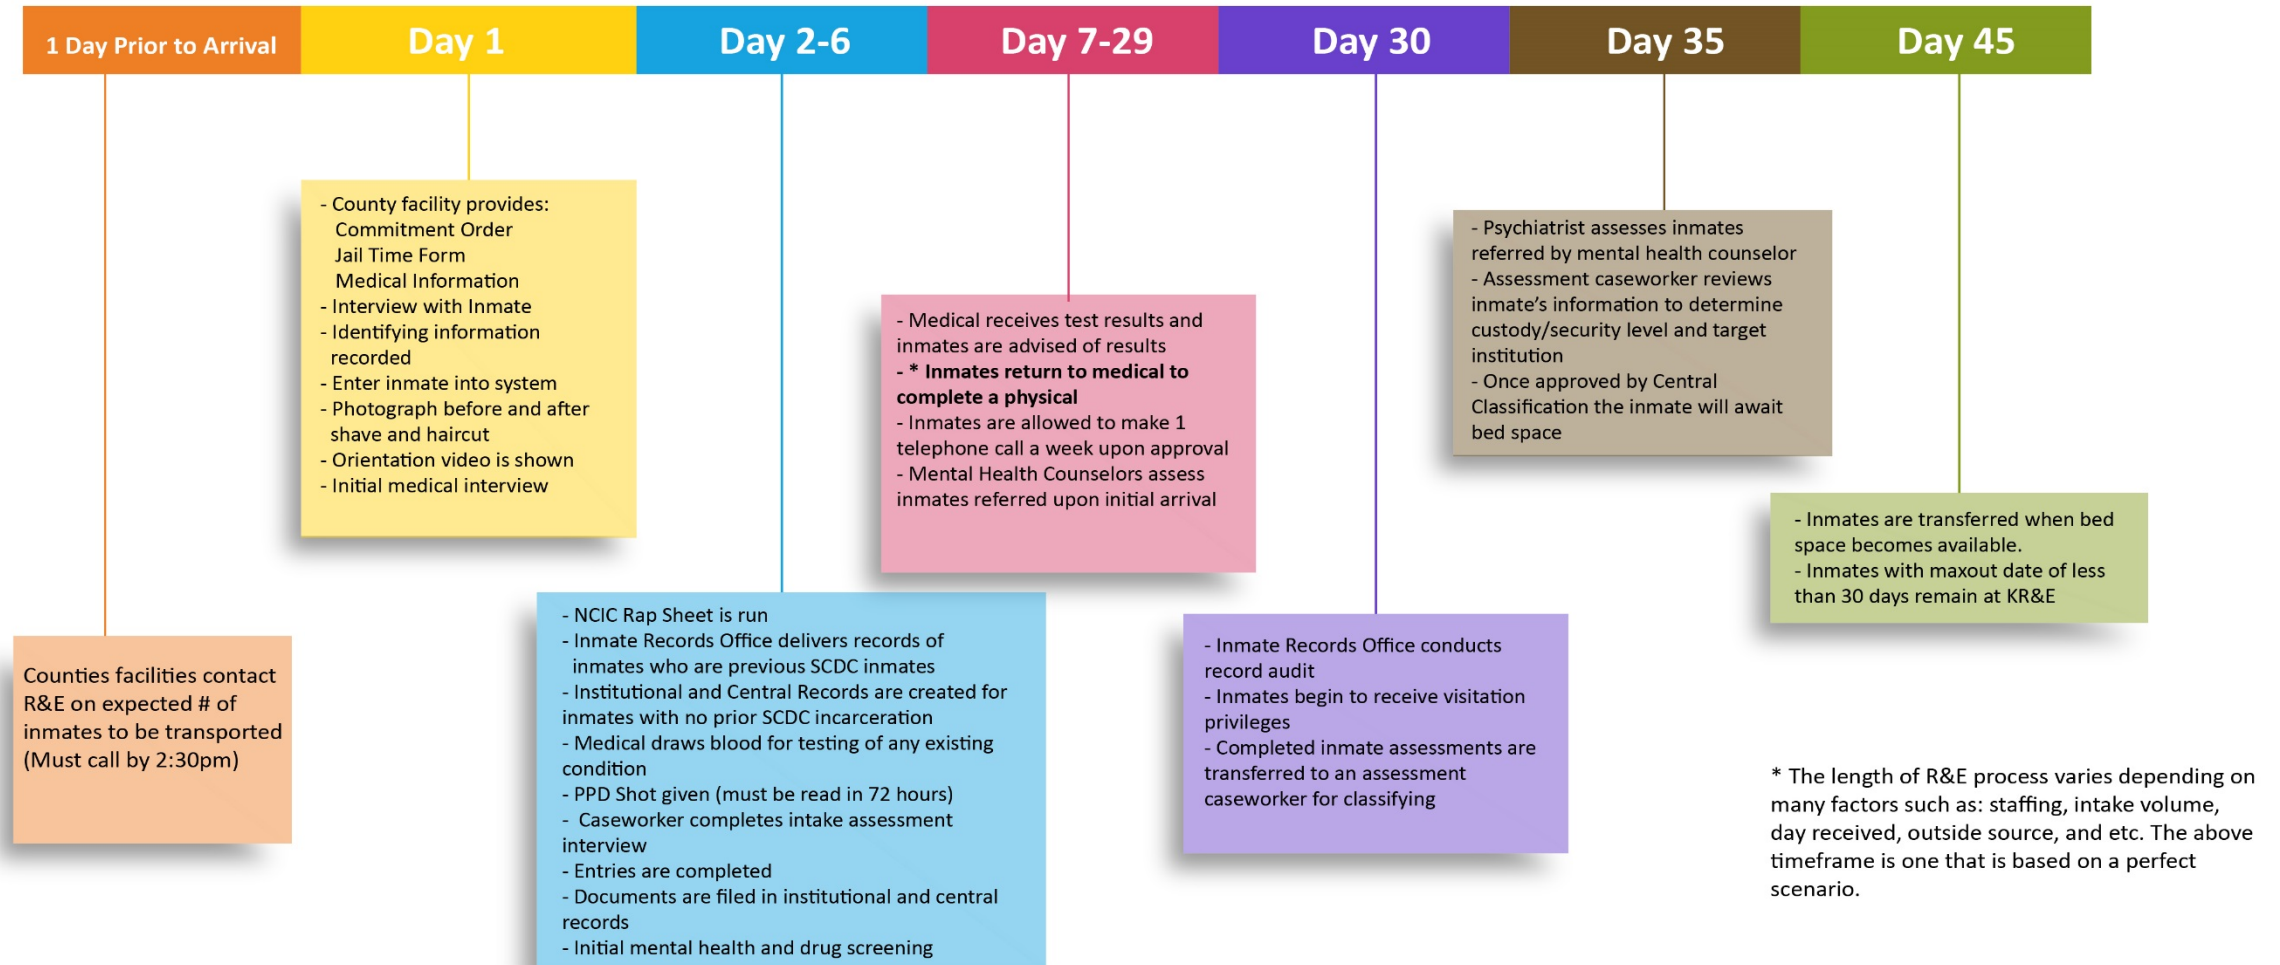 1 Day Prior to Arrival
Day 1
Day 2-6
Day 7-29
Day 30
Day 35
Day 45
Counties facilities contact
R&E on expected # of
inmates to be transported
(Must call by 2:30pm)
- County facility provides:
Commitment Order
Jail Time Form
Medical Information
- Interview with Inmate
- Identifying information
recorded
- Enter inmate into system
- Photograph before and after
shave and haircut
- Orientation video is shown
- Initial medical interview
- NCIC Rap Sheet is run
- Inmate Records Office delivers records of
inmates who are previous SCDC inmates
- Institutional and Central Records are created for
inmates with no prior SCDC incarceration
- Medical draws blood for testing of any existing
condition
- PPD Shot given (must be read in 72 hours)
- Caseworker completes intake assessment
interview
- Entries are completed
- Documents are filed in institutional and central
records
- Initial mental health and drug screening
- Medical receives test results and
inmates are advised of results
- * Inmates return to medical to
complete a physical
- Inmates are allowed to make 1
telephone call a week upon approval
- Mental Health Counselors assess
inmates referred upon initial arrival
- Inmate Records Office conducts
record audit
- Inmates begin to receive visitation
privileges
- Completed inmate assessments are
transferred to an assessment
caseworker for classifying
- Psychiatrist assesses inmates
referred by mental health counselor
- Assessment caseworker reviews
inmate’s information to determine
custody/security level and target
institution
- Once approved by Central
Classification the inmate will await
bed space
- Inmates are transferred when bed
space becomes available.
- Inmates with maxout date of less
than 30 days remain at KR&E
* The length of R&E process varies depending on
many factors such as: staffing, intake volume,
day received, outside source, and etc. The above
timeframe is one that is based on a perfect
scenario.